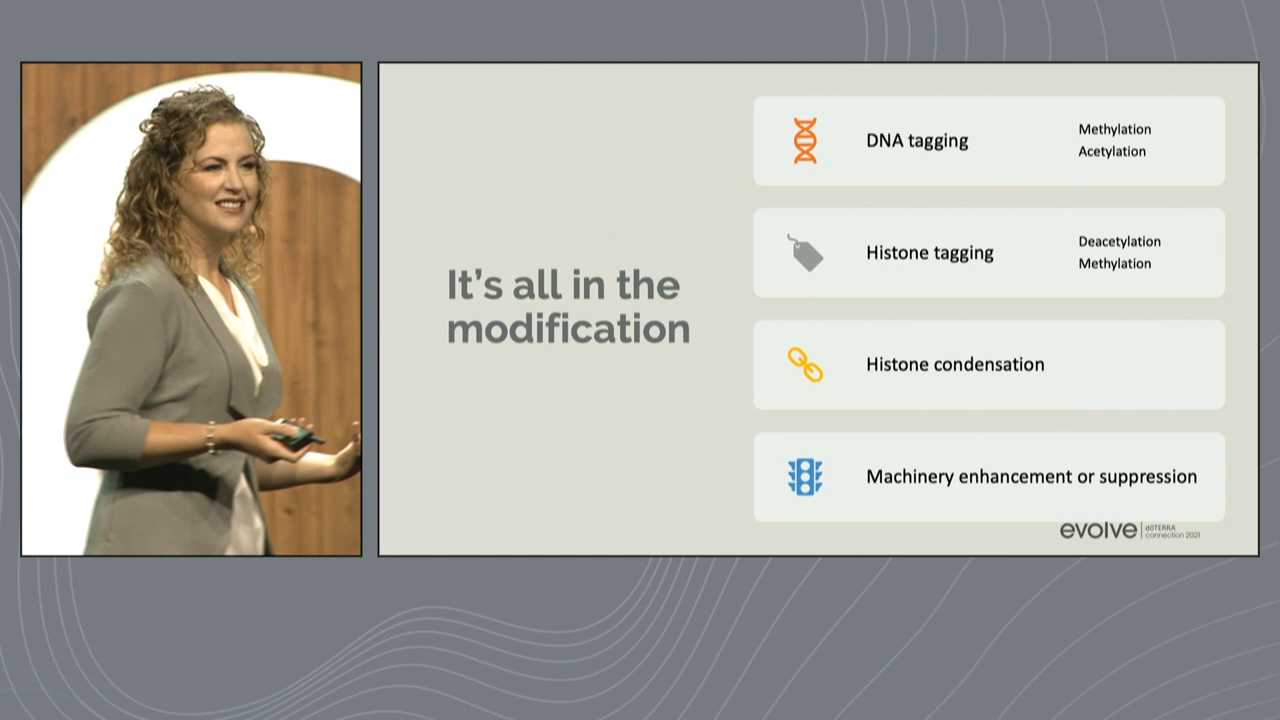 It's all in the
modification
DNA tagging
Methylation
Acetylation
Histone tagging
Deacetylation
Methylation
Histone condensation
Machinery enhancement or suppression
evolve
dōTERRA
connection 2021